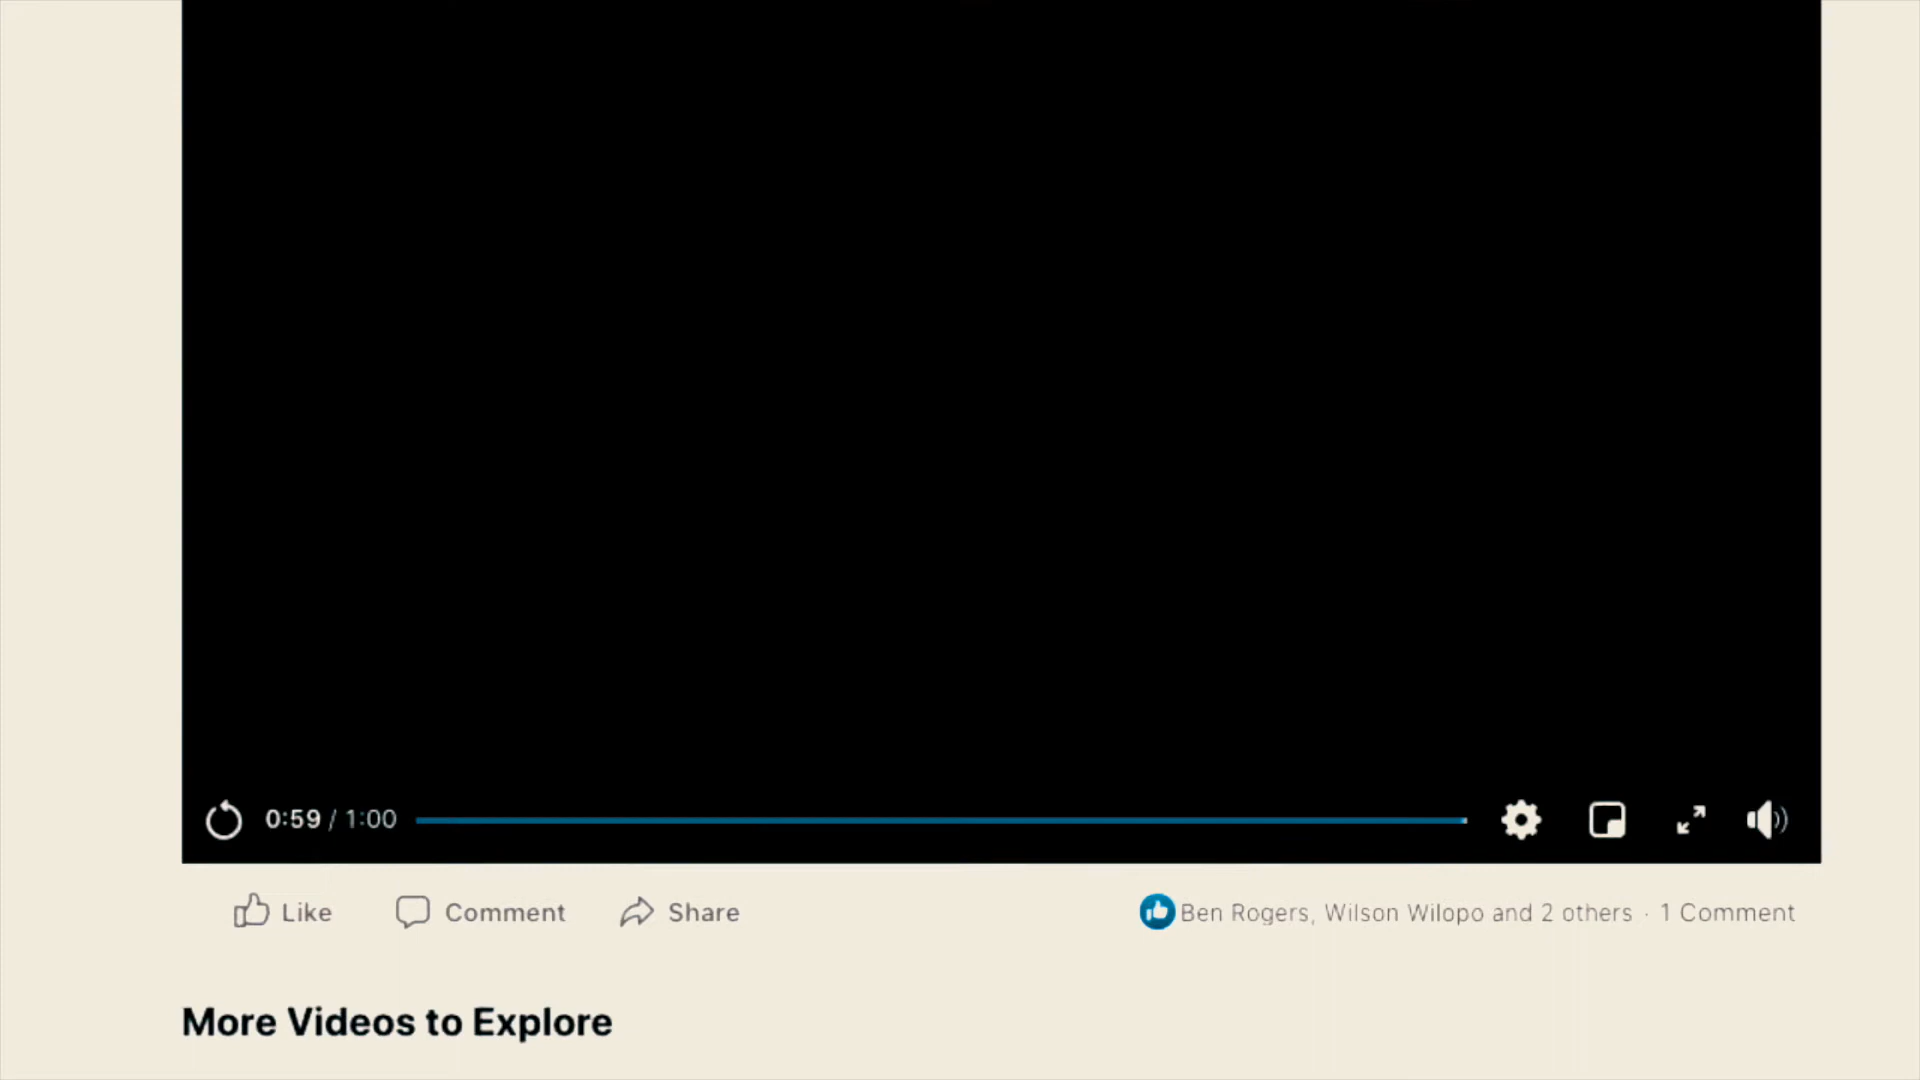 0:59 / 1:00
Like Comment Share Ben Rogers, Wilson Wilopo and 2 others · 1 Comment
More Videos to Explore